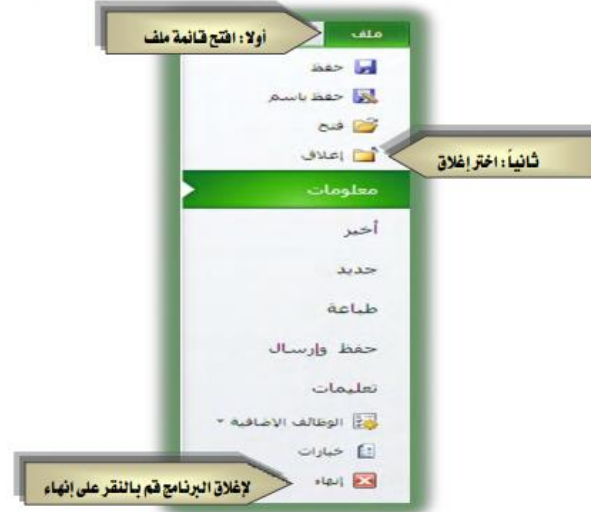 أولا: افتح قائمة ملف
ملف
حفظ
حفظ باسم
فتح
إغلاق
ثانياً: اختر إغلاق
معلومات
أخير
جديد
طباعة
حفظ وإرسال
تعليمات
الوظائف الإضافية
خيارات
إنهاء
لإغلاق البرنامج قم بالنقر على إنهاء